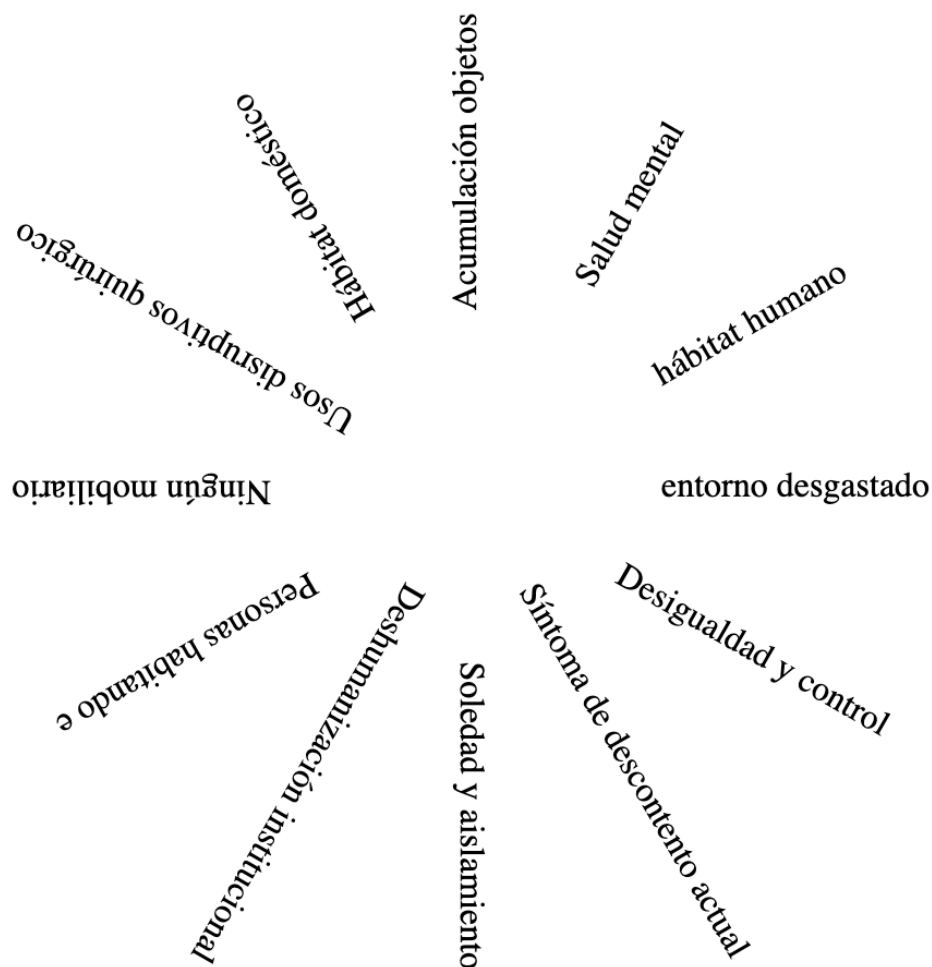 Acumulación objetos
Salud mental
hábitat humano
entorno desgastado
Desigualdad y control
Síntoma de descontento actual
Soledad y aislamiento
Deshumanización institucional
Personas habitando e
Ningún mobiliario
Usos disruptivos quirúrgico
Hábitat doméstico